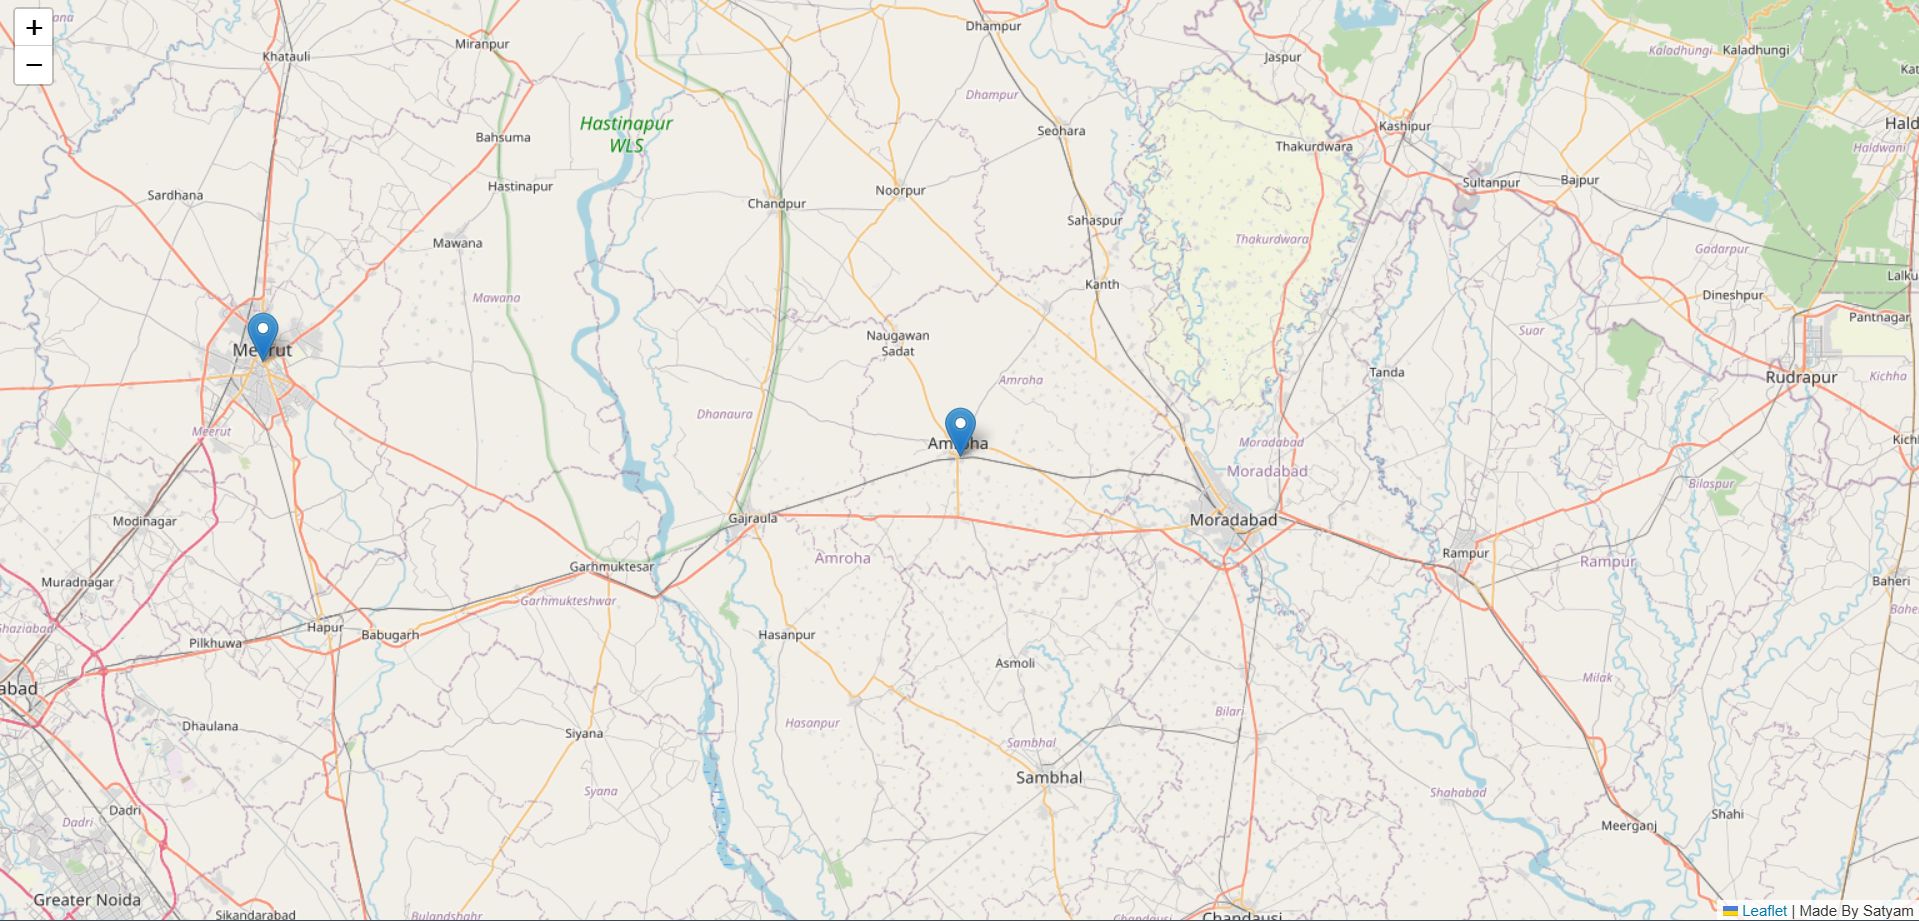 +
−
Khatauli
Miranpur
Dhampur
Jaspur
Kaladhungi
Kaladhungi
Hastinapur
WLS
Dhampur
Bahsuma
Seohara
Kashipur
Thakurdwara
Haldwani
Sardhana
Hastinapur
Noorpur
Chandpur
Sultanpur
Bajpur
Sahaspur
Mawana
Thakurdwara
Gadarpur
Mawana
Kanth
Dineshpur
Pantnagar
Naugawan
Sadat
Suar
Meerut
Amroha
Tanda
Rudrapur
Kichha
Dhanaura
Meerut
Amroha
Moradabad
Moradabad
Bilaspur
Modinagar
Gajraula
Moradabad
Amroha
Rampur
Rampur
Garhmuktesar
Muradnagar
Baheri
Garhmukteshwar
Ghaziabad
Hapur
Babugarh
Pilkhuwa
Hasanpur
Asmoli
abad
Milak
Dhaulana
Siyana
Hasanpur
Bilari
Sambhal
Sambhal
Syana
Shahabad
Dadri
Dadri
Meerganj
Shahi
Greater Noida
Sikandarabad
Bulandshahr
Chandausi
Chandausi
Leaflet | Made By Satyam